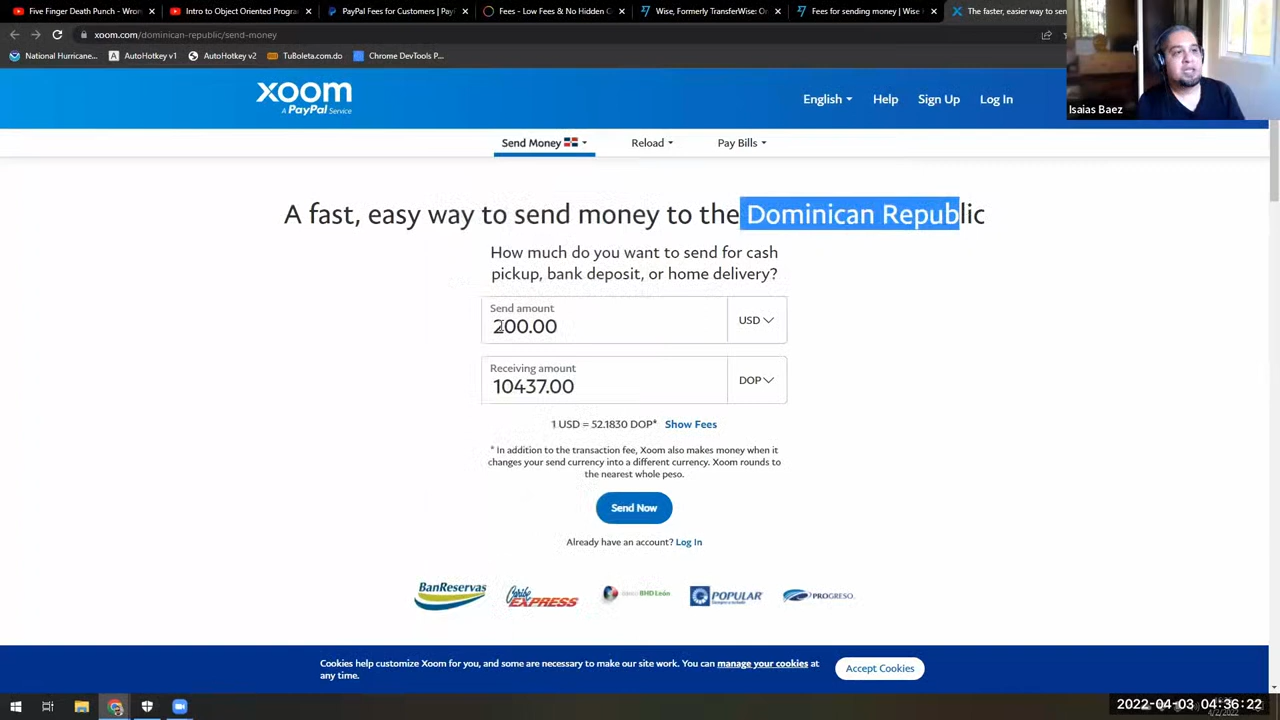 Five Finger Death Punch - Wron
Intro to Object Oriented Progra
PayPal Fees for Customers | PayP
Fees - Low Fees & No Hidden C
Wise, Formerly TransferWise: On
Fees for sending money | Wise
The faster, easier way to sen
xoom.com/dominican-republic/send-money
National Hurricane...
AutoHotkey v1
AutoHotkey v2
TuBoleta.com.do
Chrome DevTools P...
Isaias Baez
xoom
A PayPal Service
English
Help
Sign Up
Log In
Send Money
Reload
Pay Bills
A fast, easy way to send money to the Dominican Republic
How much do you want to send for cash
pickup, bank deposit, or home delivery?
Send amount
200.00
USD
Receiving amount
10437.00
DOP
1 USD = 52.1830 DOP* Show Fees
* In addition to the transaction fee, Xoom also makes money when it
changes your send currency into a different currency. Xoom rounds to
the nearest whole peso.
Send Now
Already have an account? Log In
BanReservas
Caribe EXPRESS
BHD León
POPULAR
PROGRESO
Cookies help customize Xoom for you, and some are necessary to make our site work. You can manage your cookies at
any time.
Accept Cookies
2022-04-03 04:36:22